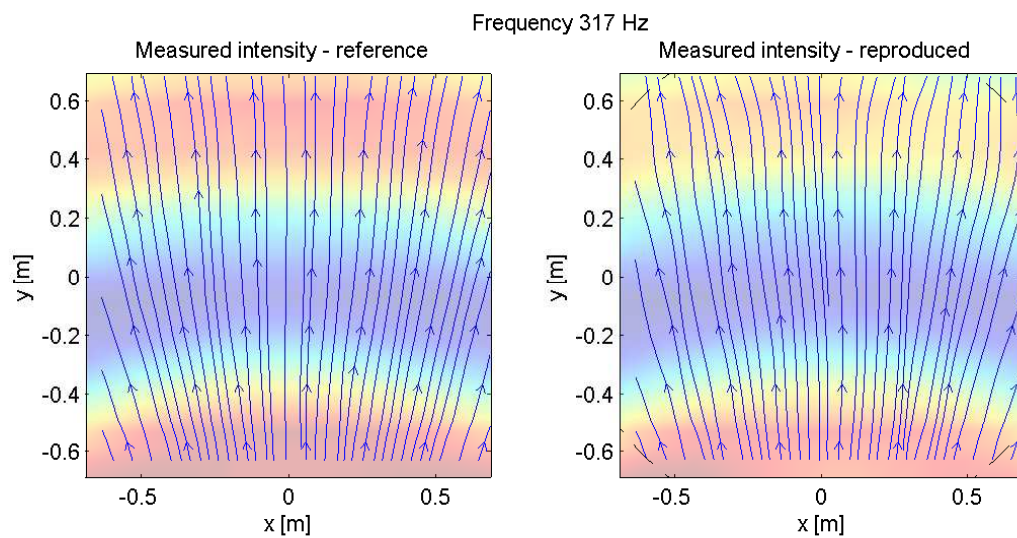 Frequency 317 Hz
Measured intensity - reference
Measured intensity - reproduced
0.6
0.4
0.2
0
-0.2
-0.4
-0.6
y [m]
-0.5
0
0.5
x [m]
0.6
0.4
0.2
0
-0.2
-0.4
-0.6
y [m]
-0.5
0
0.5
x [m]